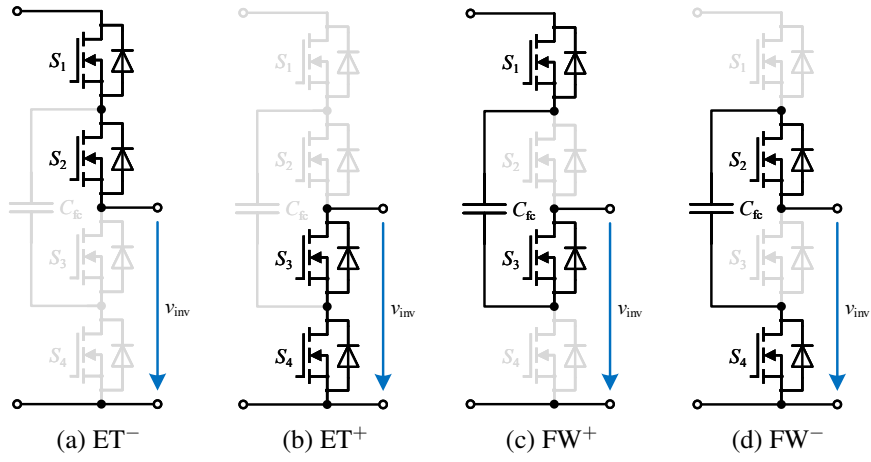 S1
S2
Cfc
S3
S4
vinv
(a) ET−
S1
S2
Cfc
S3
S4
vinv
(b) ET+
S1
S2
Cfc
S3
S4
vinv
(c) FW+
S1
S2
Cfc
S3
S4
vinv
(d) FW−